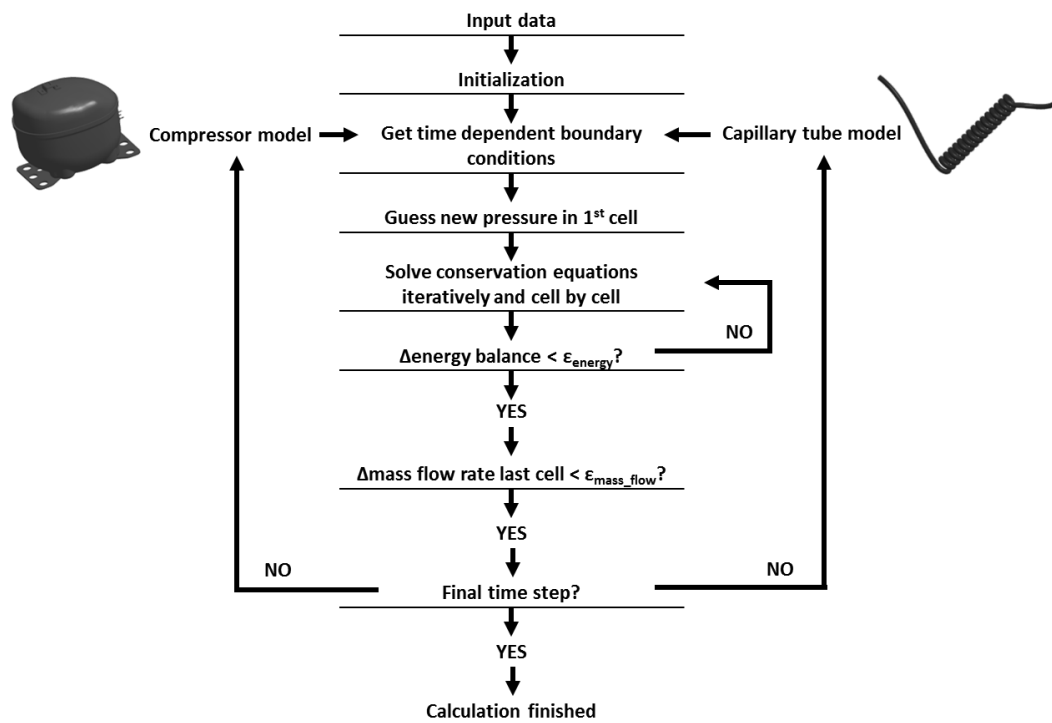 Input data
Initialization
Compressor model
Get time dependent boundary
conditions
Capillary tube model
Guess new pressure in 1st cell
Solve conservation equations
iteratively and cell by cell
NO
Δenergy balance < εenergy?
YES
Δmass flow rate last cell < εmass_flow?
YES
NO
NO
Final time step?
YES
Calculation finished